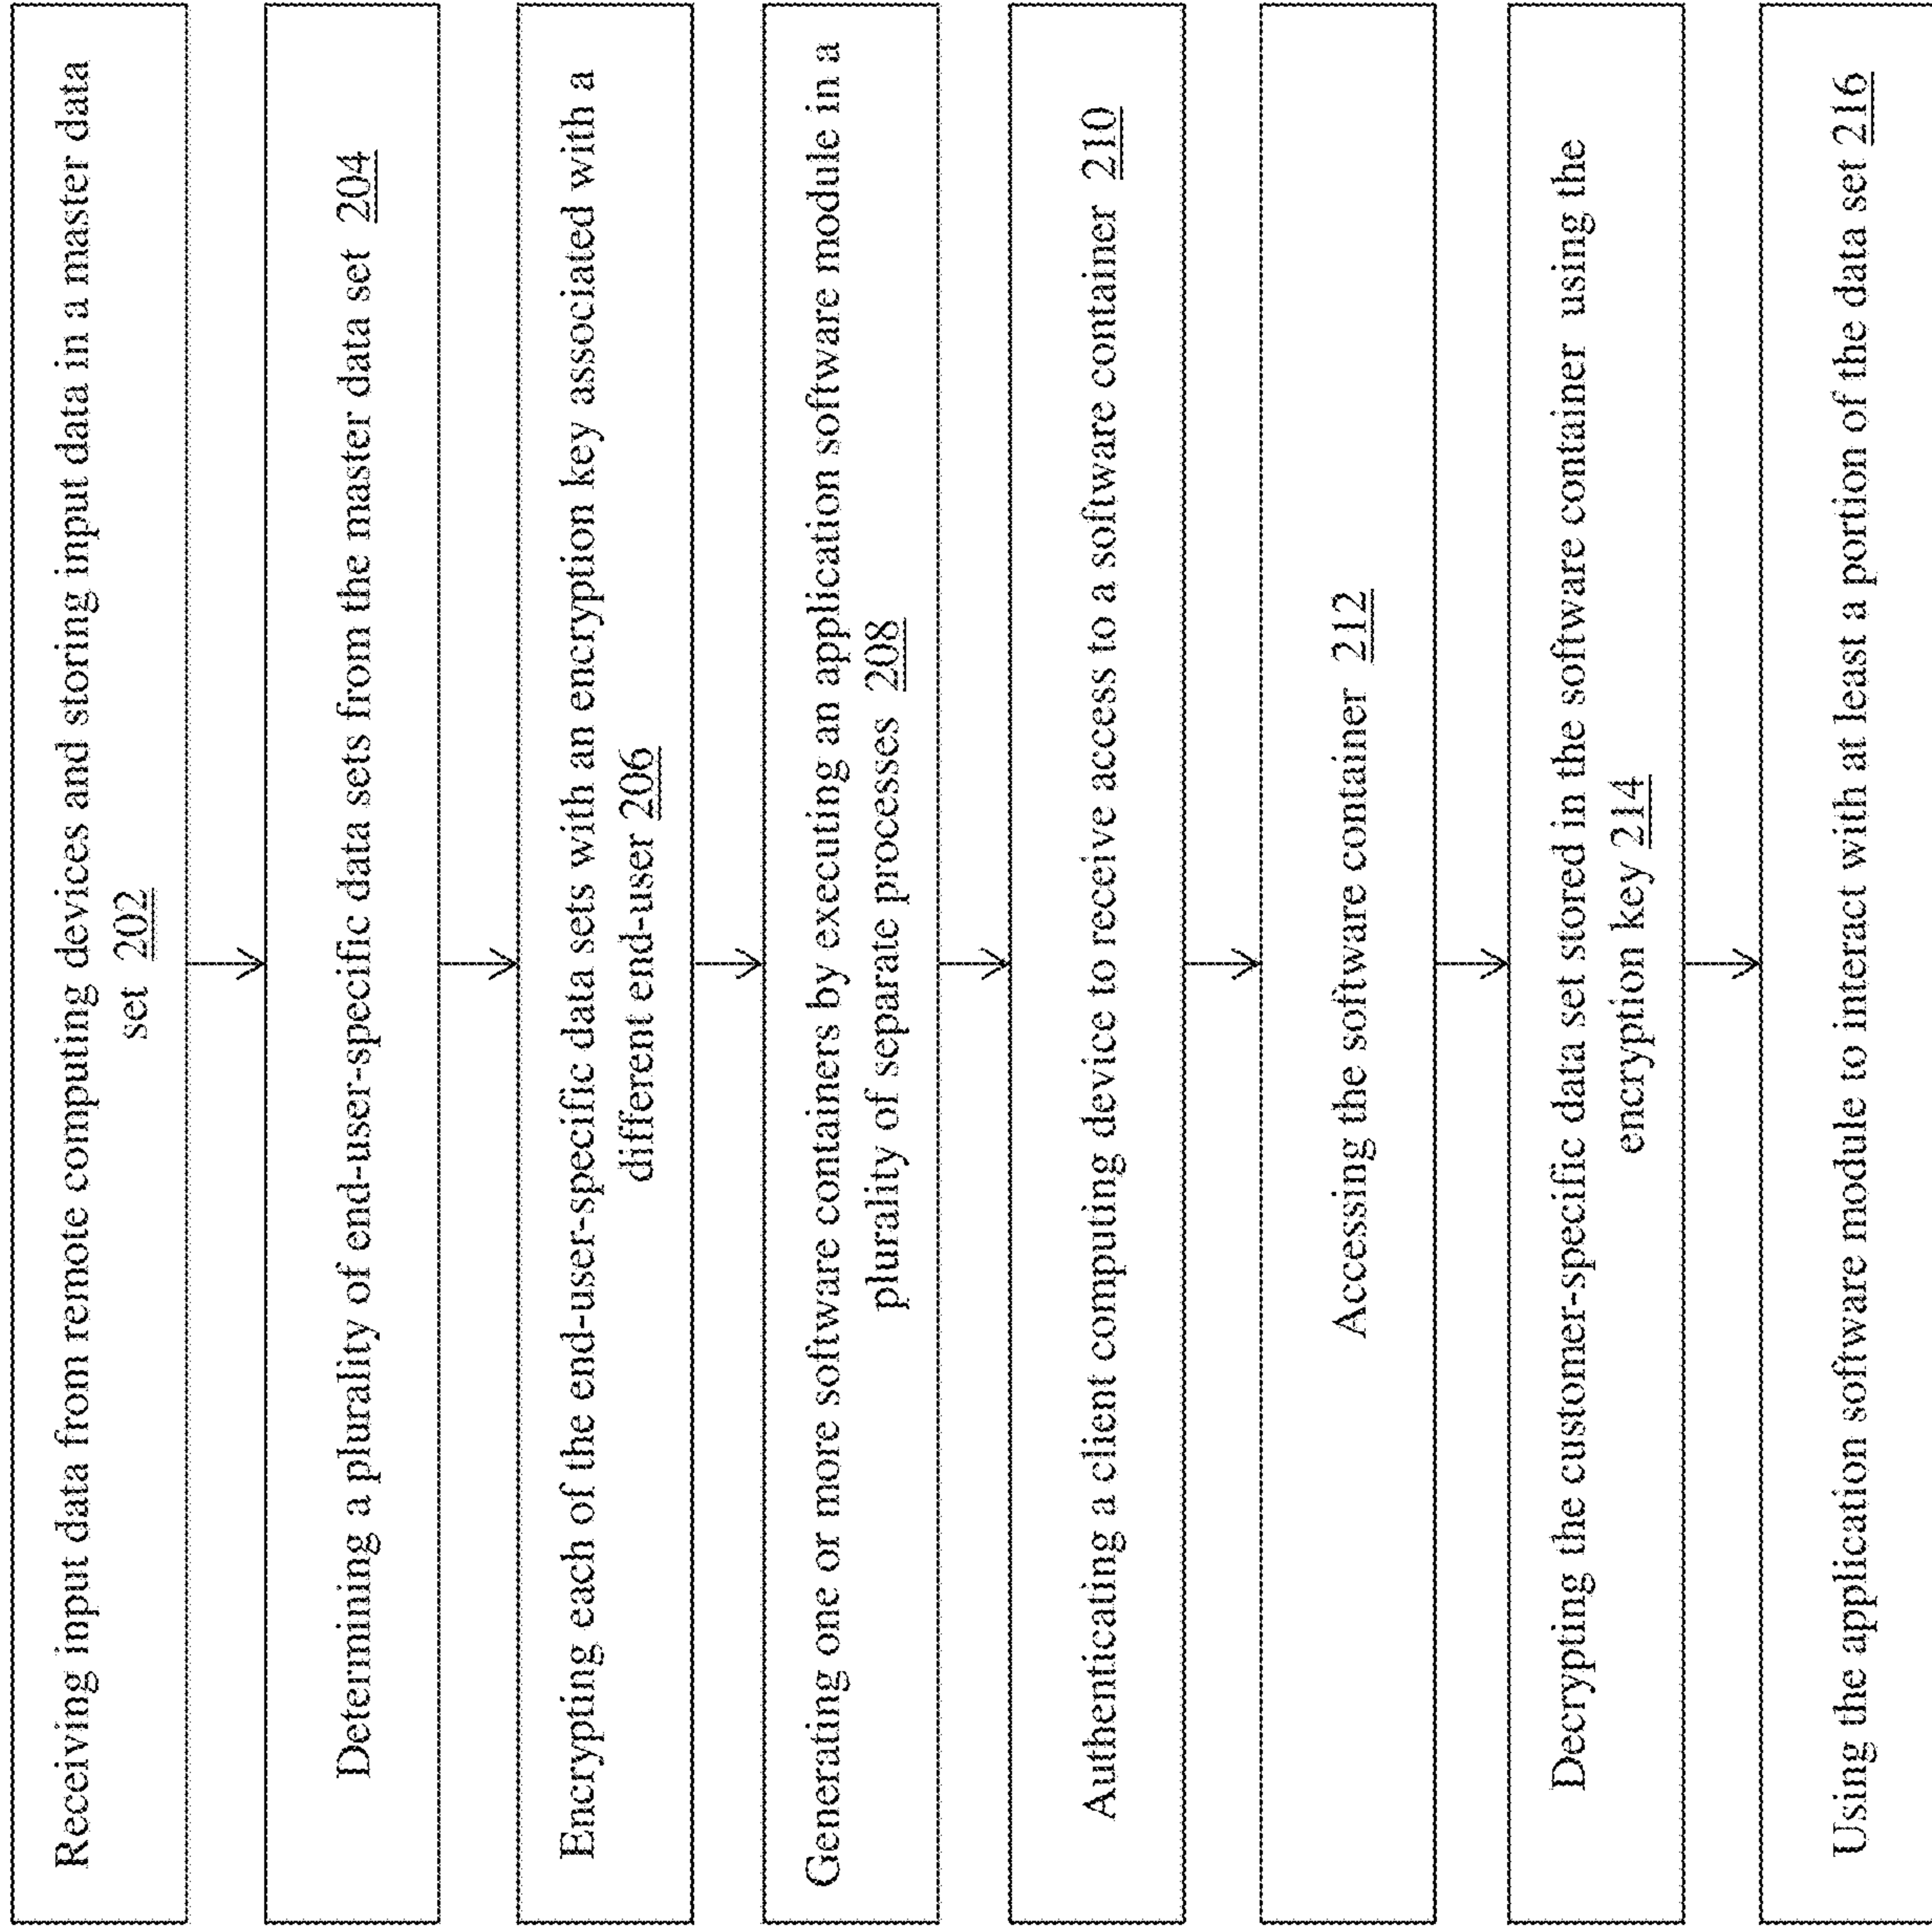 Receiving input data from remote computing devices and storing input data in a master data
set 202
Determining a plurality of end-user-specific data sets from the master data set 204
Encrypting each of the end-user-specific data sets with an encryption key associated with a
different end-user 206
Generating one or more software containers by executing an application software module in a
plurality of separate processes 208
Authenticating a client computing device to receive access to a software container 210
Accessing the software container 212
Decrypting the customer-specific data set stored in the software container using the
encryption key 214
Using the application software module to interact with at least a portion of the data set 216